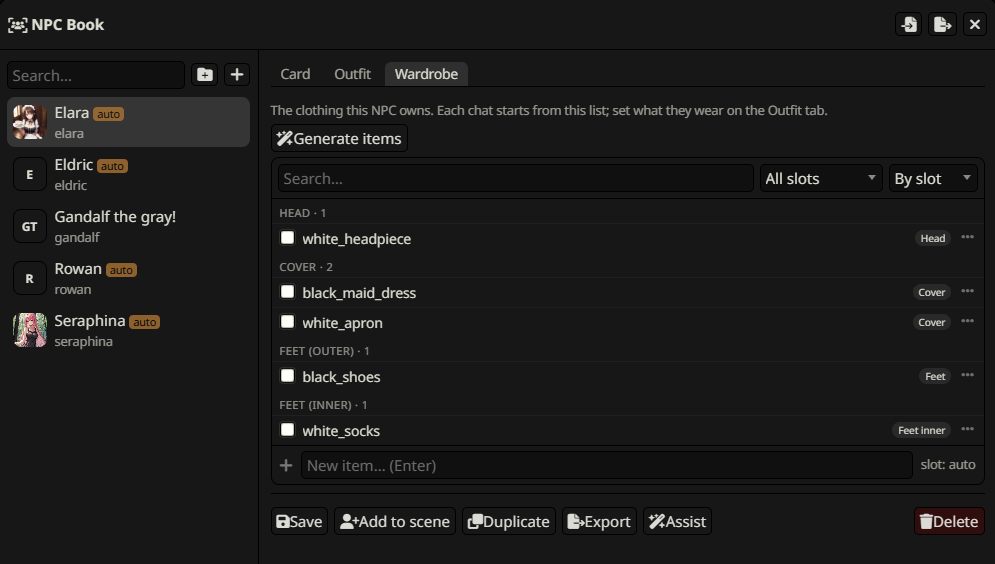 NPC Book
Search...
Elara auto
elara
E
Eldric auto
eldric
GT
Gandalf the gray!
gandalf
R
Rowan auto
rowan
Seraphina auto
seraphina
Card Outfit Wardrobe
The clothing this NPC owns. Each chat starts from this list; set what they wear on the Outfit tab.
Generate items
Search... All slots By slot
HEAD · 1
white_headpiece Head
COVER · 2
black_maid_dress Cover
white_apron Cover
FEET (OUTER) · 1
black_shoes Feet
FEET (INNER) · 1
white_socks Feet inner
New item... (Enter) slot: auto
Save Add to scene Duplicate Export Assist Delete